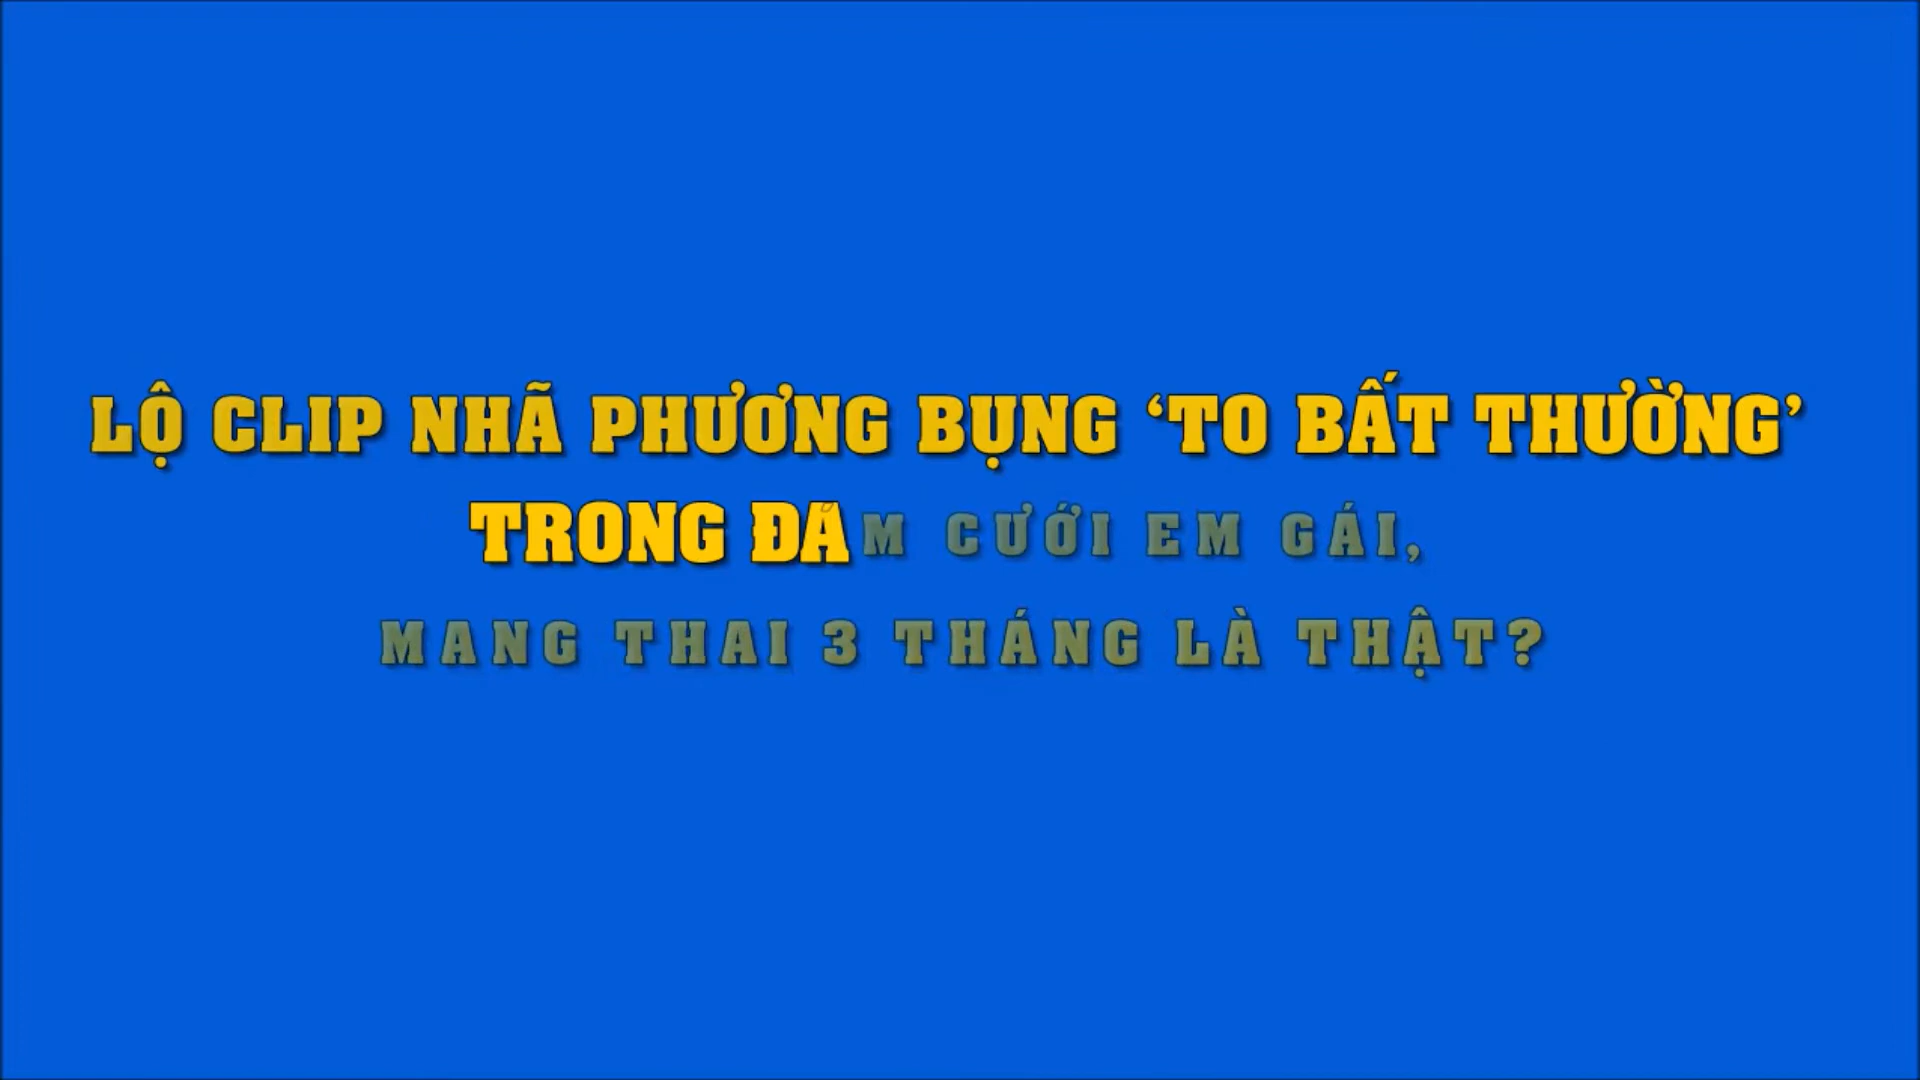 LỘ CLIP NHÃ PHƯƠNG BỤNG ‘TO BẤT THƯỜNG’
TRONG ĐÁM CƯỚI EM GÁI,
MANG THAI 3 THÁNG LÀ THẬT?